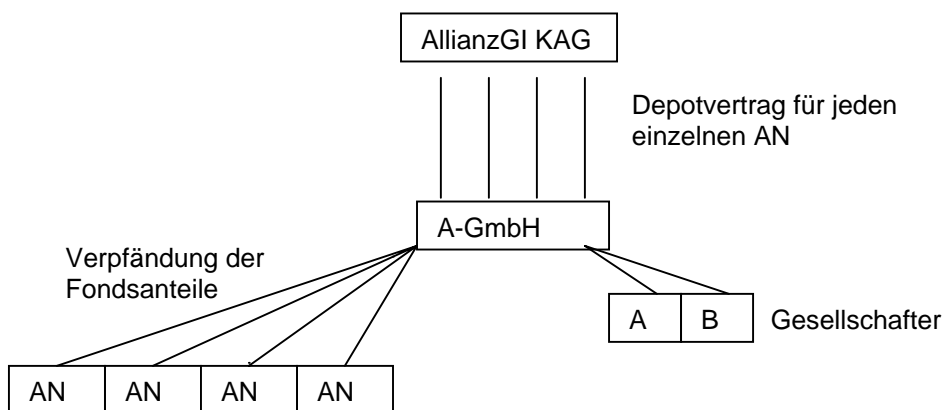 AllianzGI KAG
Depotvertrag für jeden
einzelnen AN
A-GmbH
Verpfändung der
Fondsanteile
A
B
Gesellschafter
AN
AN
AN
AN